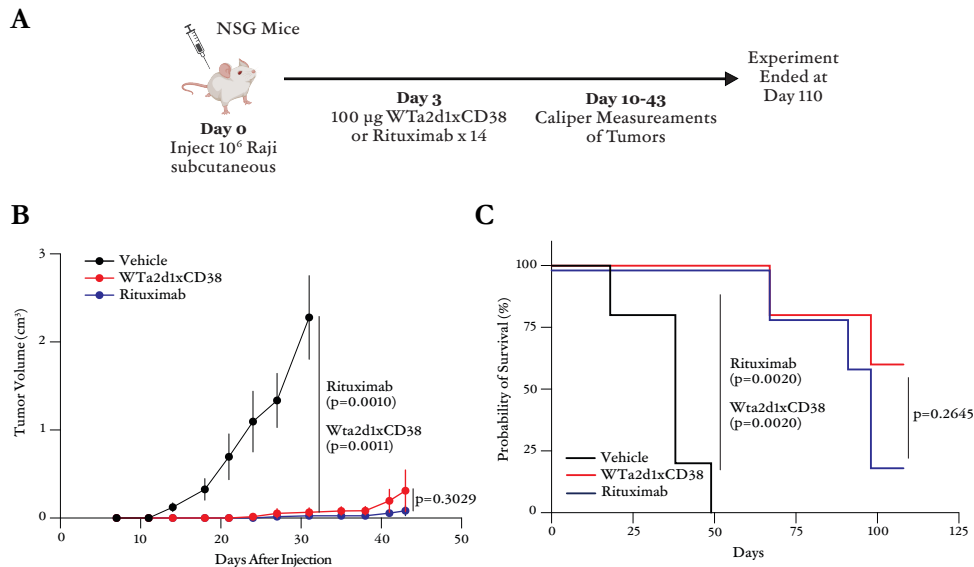 A
NSG Mice
Day 0
Inject 10⁶ Raji
subcutaneous
Day 3
100 µg WTa2d1xCD38
or Rituximab x 14
Day 10-43
Caliper Measureaments
of Tumors
Experiment
Ended at
Day 110
B
Tumor Volume (cm³)
3
2
1
0
Vehicle
WTa2d1xCD38
Rituximab
Rituximab
(p=0.0010)
Wta2d1xCD38
(p=0.0011)
p=0.3029
0
10
20
30
40
50
Days After Injection
C
Probability of Survival (%)
100
75
50
25
0
Rituximab
(p=0.0020)
Wta2d1xCD38
(p=0.0020)
p=0.2645
Vehicle
WTa2d1xCD38
Rituximab
0
25
50
75
100
125
Days